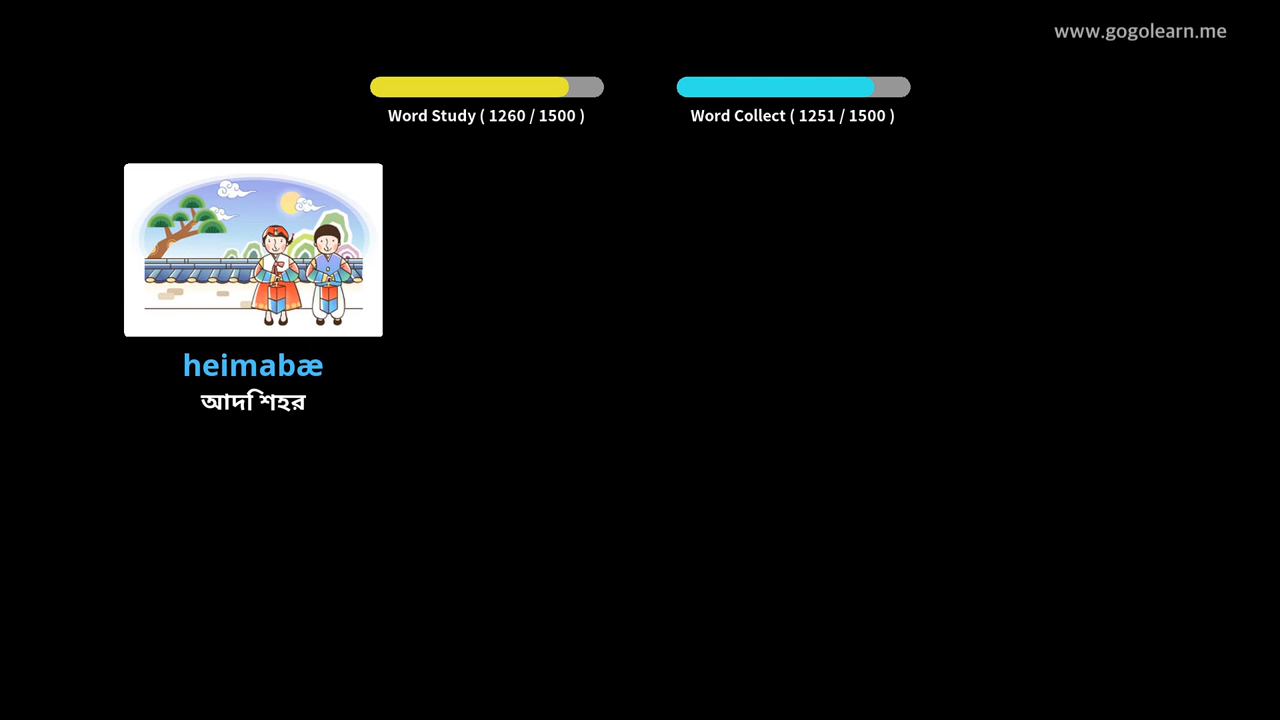 www.gogolearn.me
Word Study ( 1260 / 1500 )
Word Collect ( 1251 / 1500 )
heimabæ
আদি শহর